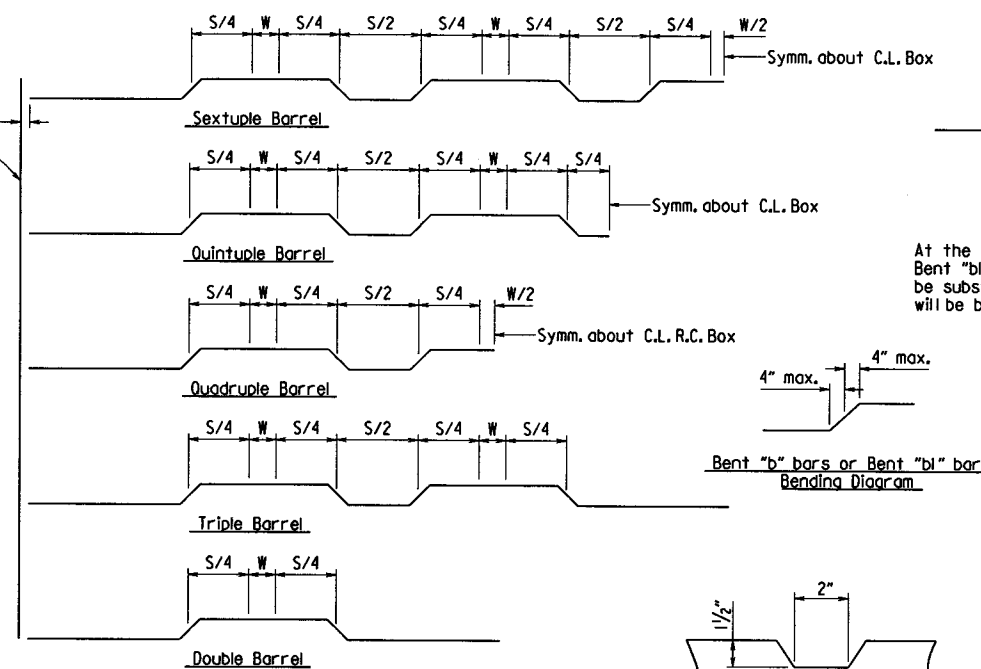 S/4 W S/4 S/2 S/4 W S/4 S/2 S/4 W/2
Symm. about C.L. Box
Sextuple Barrel
S/4 W S/4 S/2 S/4 W S/4 S/4
Symm. about C.L. Box
Quintuple Barrel
At the
Bent "bl
be subs
will be b
S/4 W S/4 S/2 S/4 W/2
Symm. about C.L. R.C. Box
Quadruple Barrel
4" max.
4" max.
Bent "b" bars or Bent "bl" bar
Bending Diagram
S/4 W S/4 S/2 S/4 W S/4
Triple Barrel
S/4 W S/4
Double Barrel
2"
1½"